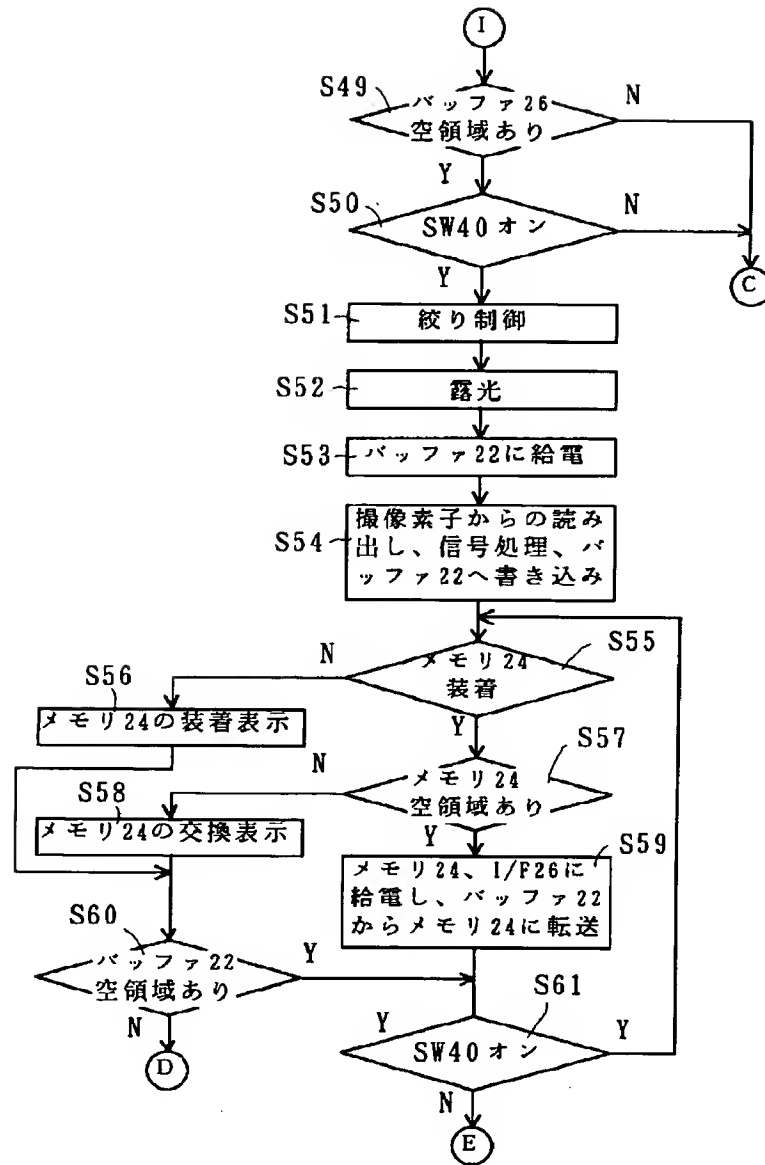 I
S49
バッファ26
空領域あり
N
Y
S50
SW40オン
N
Y
C
S51
絞り制御
S52
露光
S53
バッファ22に給電
S54
撮像素子からの読み
出し、信号処理、バ
ッファ22へ書き込み
S55
メモリ24
装着
N
Y
S56
メモリ24の装着表示
S57
メモリ24
空領域あり
N
Y
S58
メモリ24の交換表示
S59
メモリ24、I/F26に
給電し、バッファ22
からメモリ24に転送
S60
バッファ22
空領域あり
Y
N
D
S61
SW40オン
Y
Y
N
E